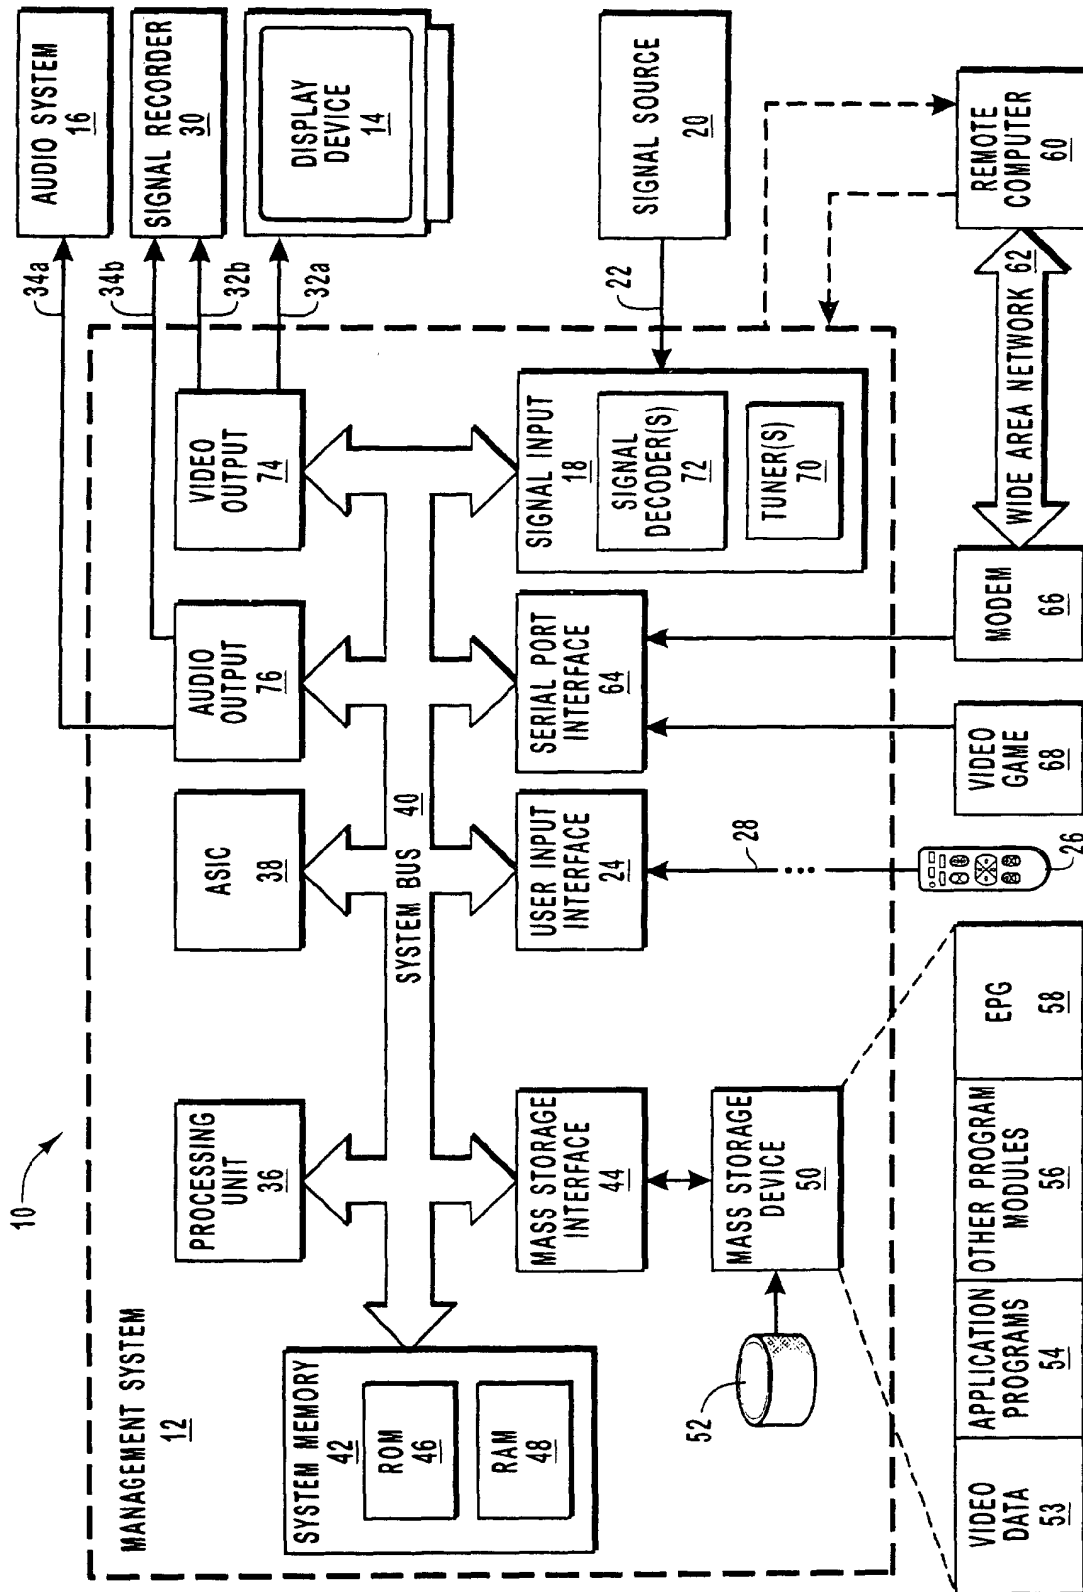 10
MANAGEMENT SYSTEM
12
SYSTEM MEMORY
42
ROM
46
RAM
48
PROCESSING
UNIT
36
ASIC
38
AUDIO
OUTPUT
76
VIDEO
OUTPUT
74
34a
34b
32b
32a
AUDIO SYSTEM
16
SIGNAL RECORDER
30
DISPLAY
DEVICE
14
SYSTEM BUS 40
MASS STORAGE
INTERFACE
44
USER INPUT
INTERFACE
24
SERIAL PORT
INTERFACE
64
SIGNAL INPUT
18
SIGNAL
DECODER(S)
72
TUNER(S)
70
22
SIGNAL SOURCE
20
52
MASS STORAGE
DEVICE
50
28
26
VIDEO
DATA
53
APPLICATION
PROGRAMS
54
OTHER PROGRAM
MODULES
56
EPG
58
VIDEO
GAME
68
MODEM
66
WIDE AREA NETWORK 62
REMOTE
COMPUTER
60